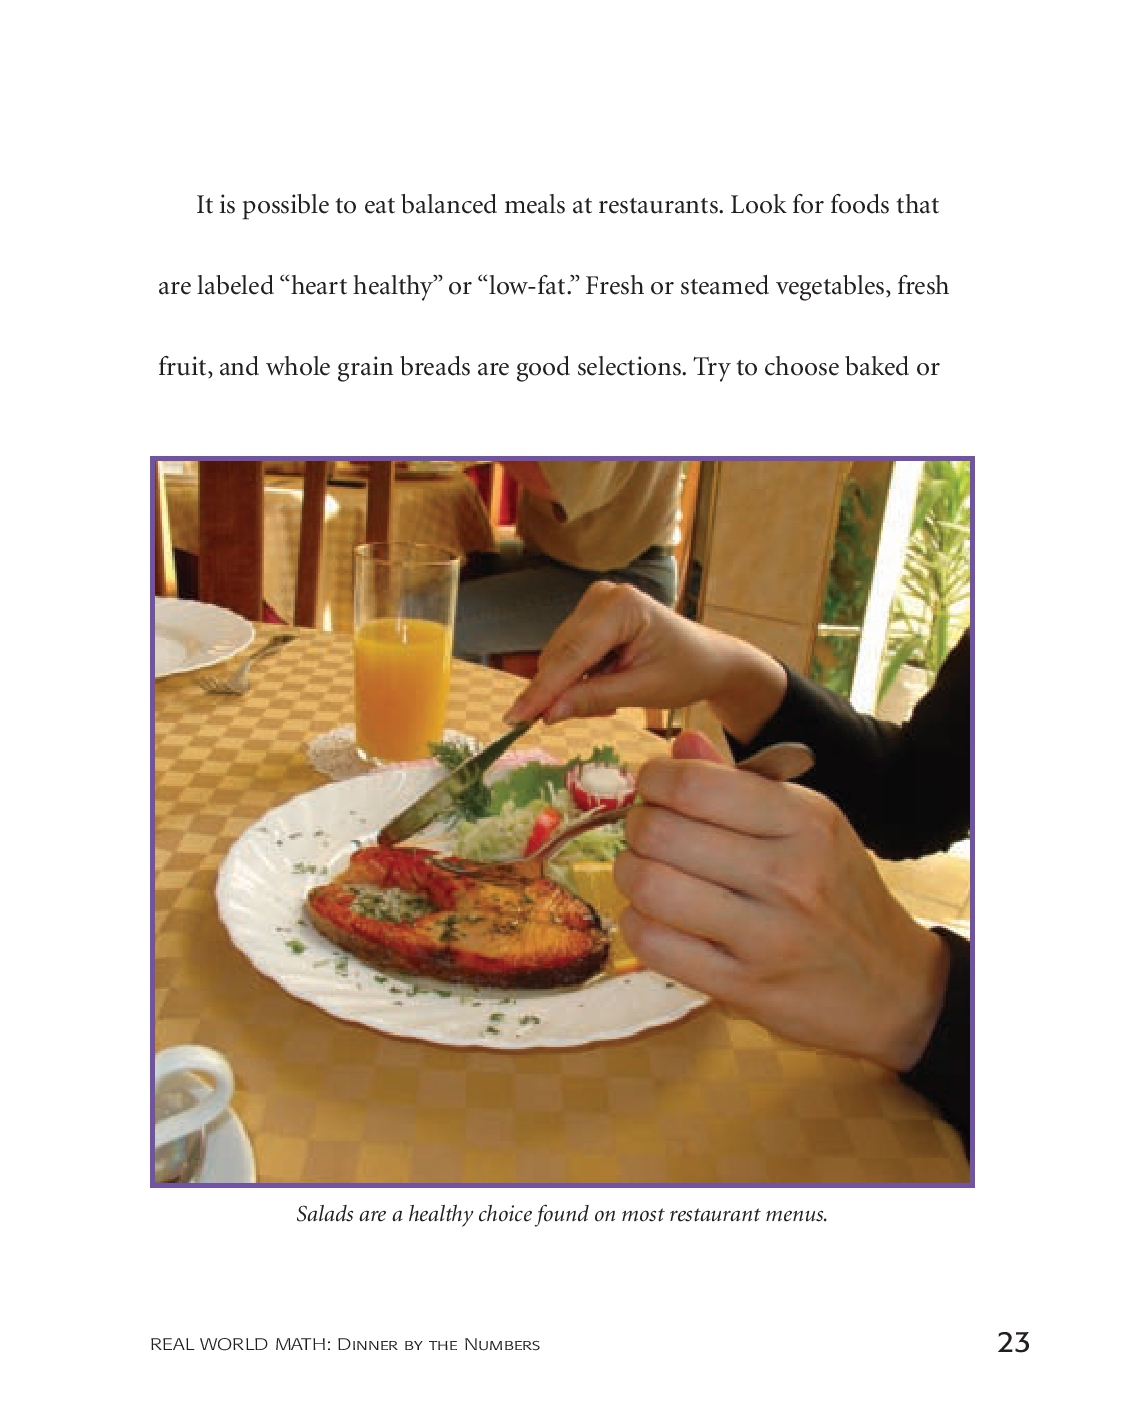 It is possible to eat balanced meals at restaurants. Look for foods that
are labeled “heart healthy” or “low-fat.” Fresh or steamed vegetables, fresh
fruit, and whole grain breads are good selections. Try to choose baked or
Salads are a healthy choice found on most restaurant menus.
REAL WORLD MATH: Dinner by the Numbers
23